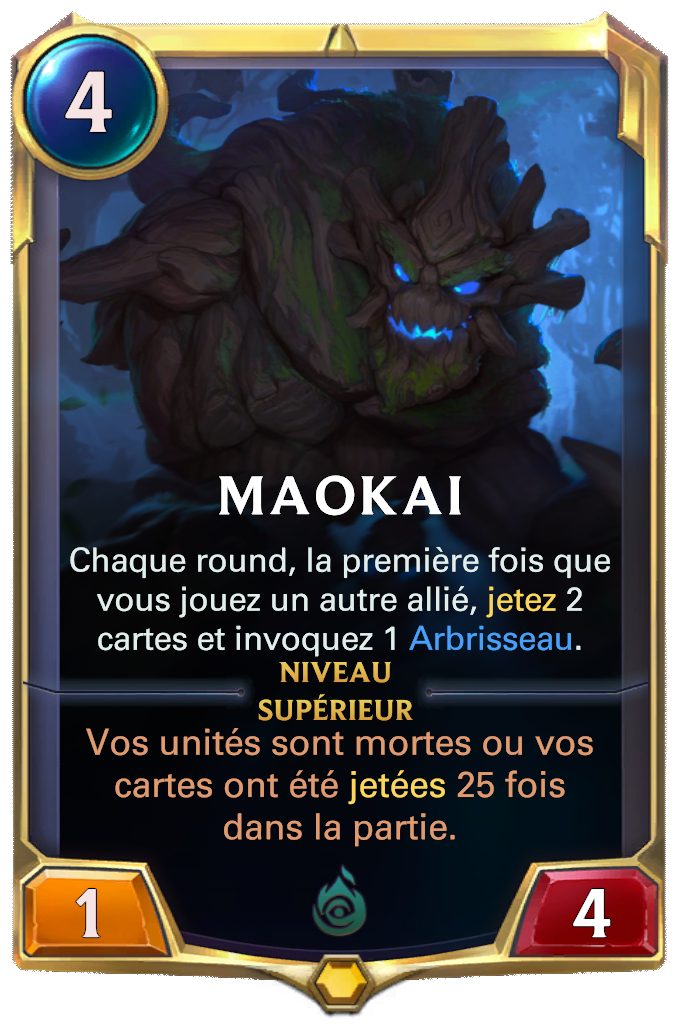 4
MAOKAI
Chaque round, la première fois que
vous jouez un autre allié, jetez 2
cartes et invoquez 1 Arbrisseau.
NIVEAU
SUPÉRIEUR
Vos unités sont mortes ou vos
cartes ont été jetées 25 fois
dans la partie.
1
4